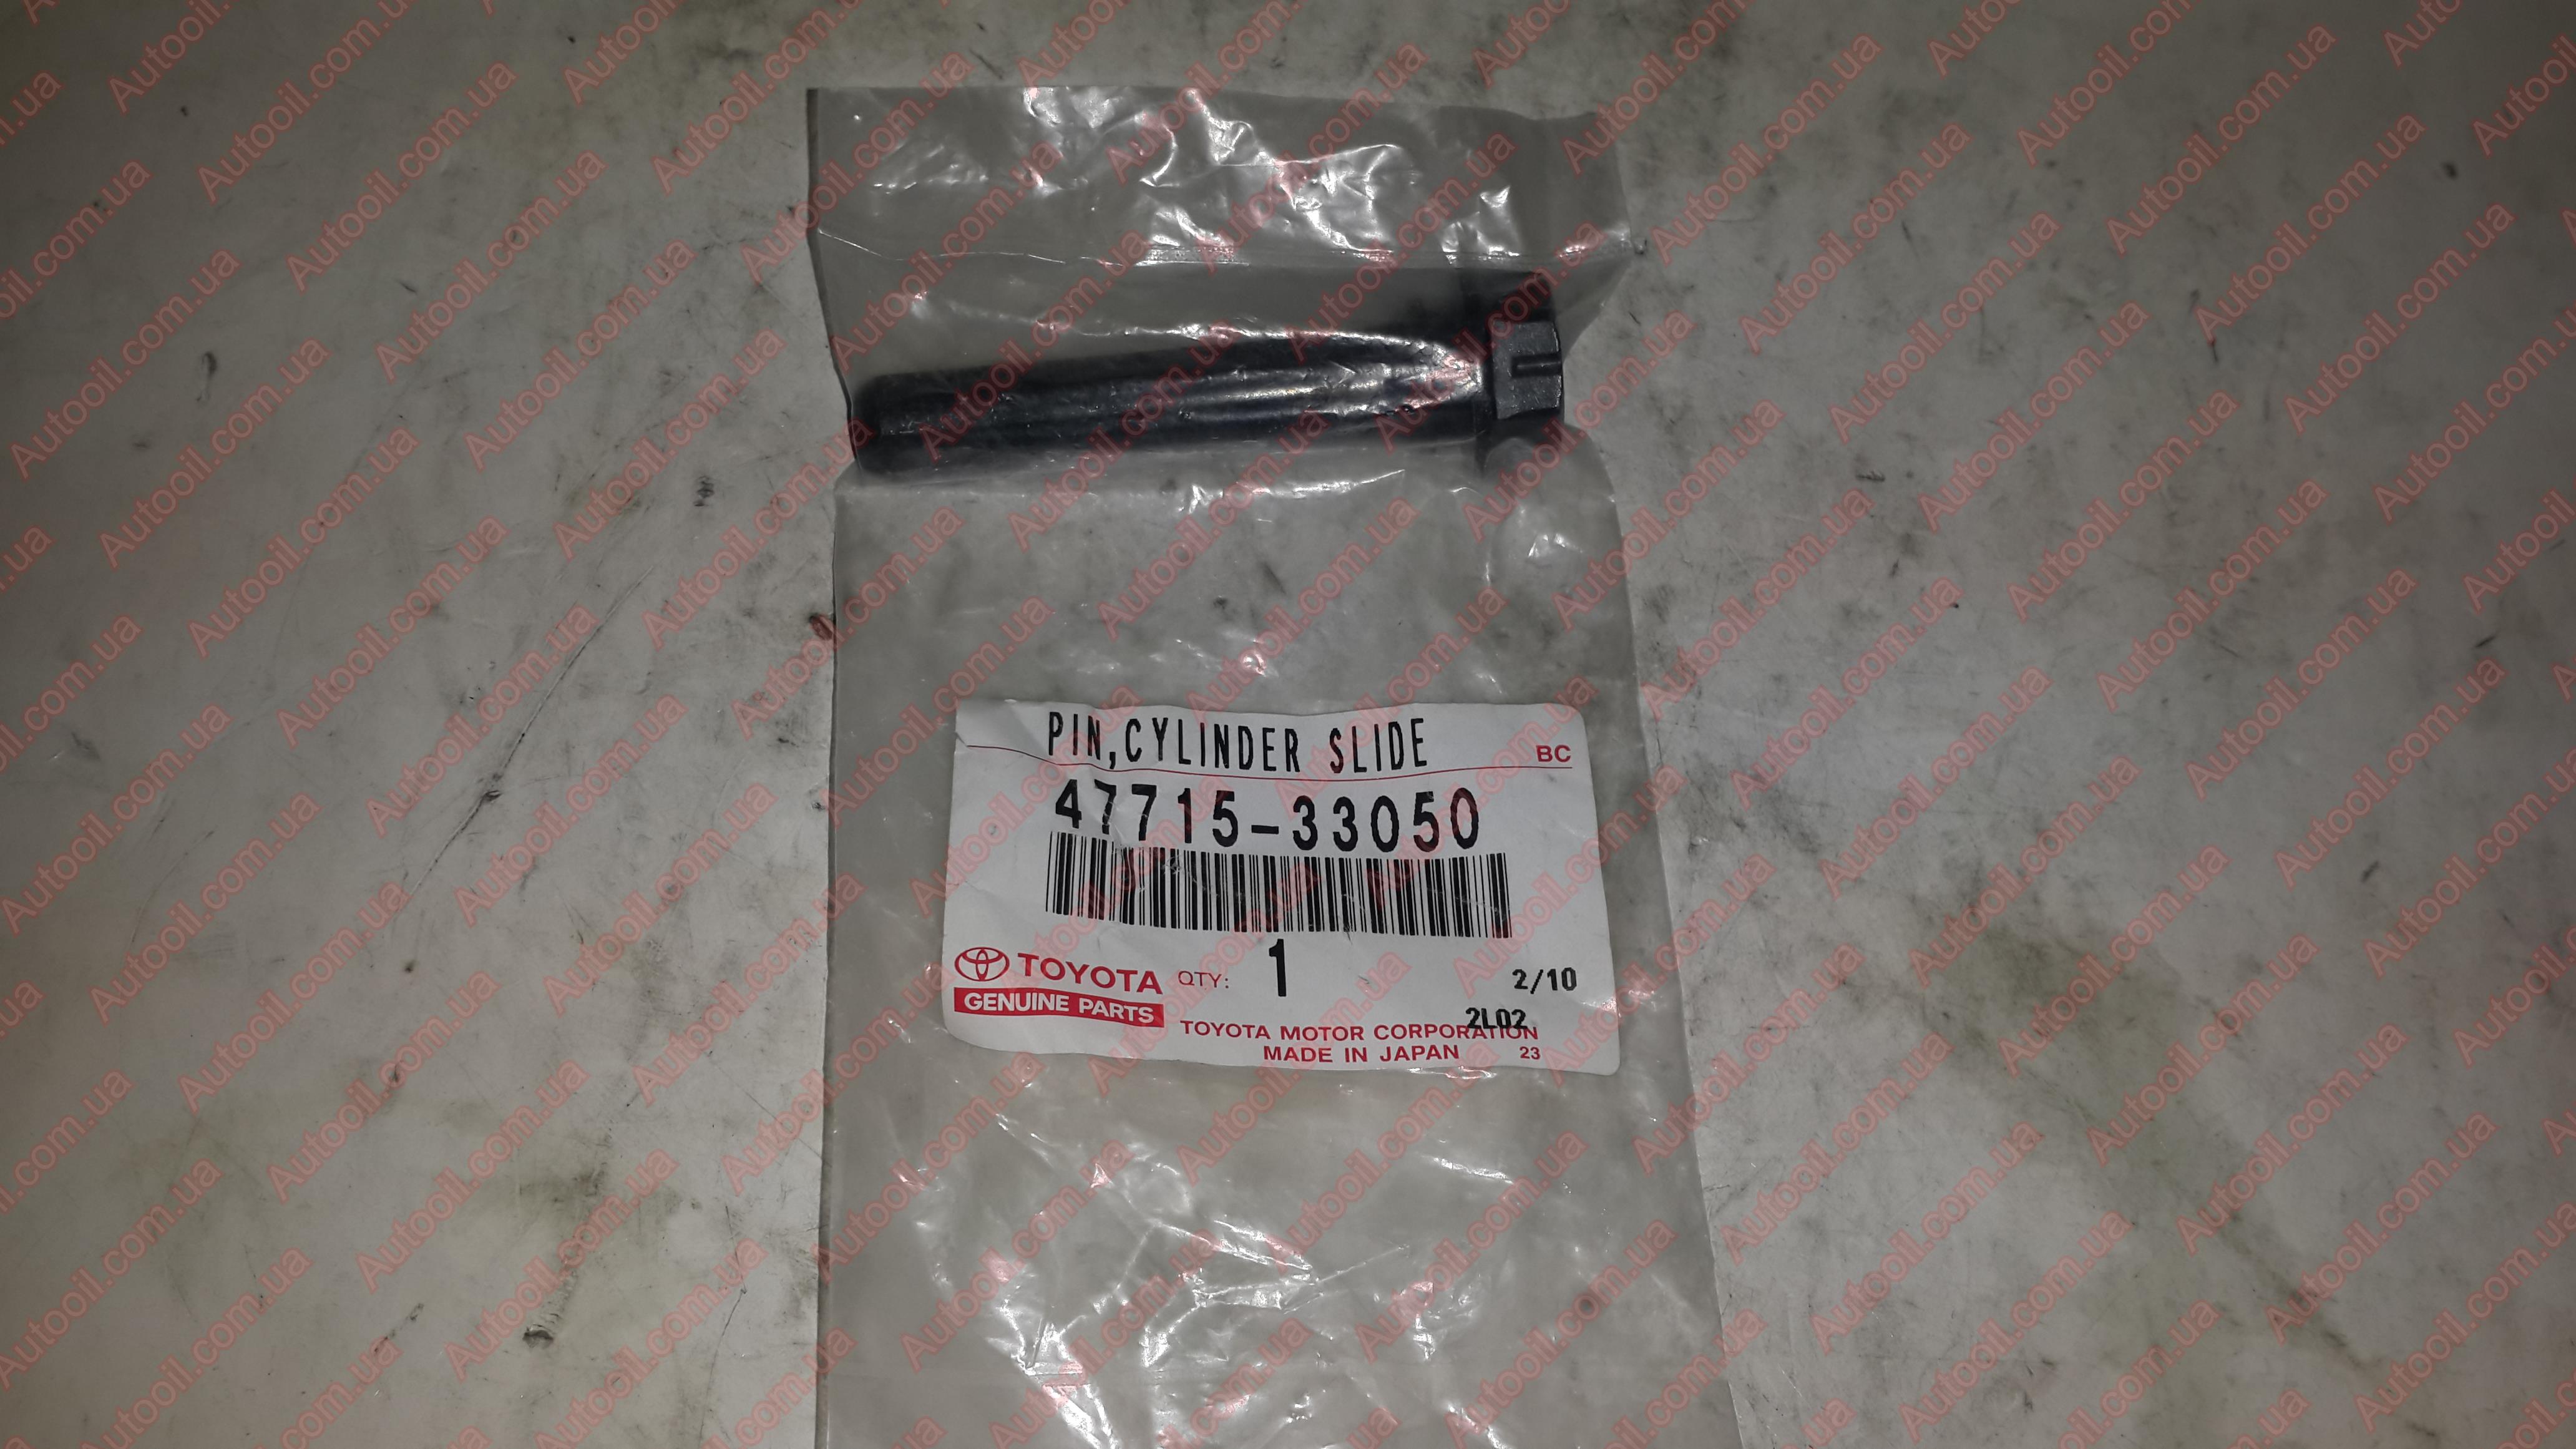 PIN,CYLINDER SLIDE
BC
47715-33050
TOYOTA QTY: 1 2/10
GENUINE PARTS
2L02
TOYOTA MOTOR CORPORATION
MADE IN JAPAN 23
Autooil.com.ua